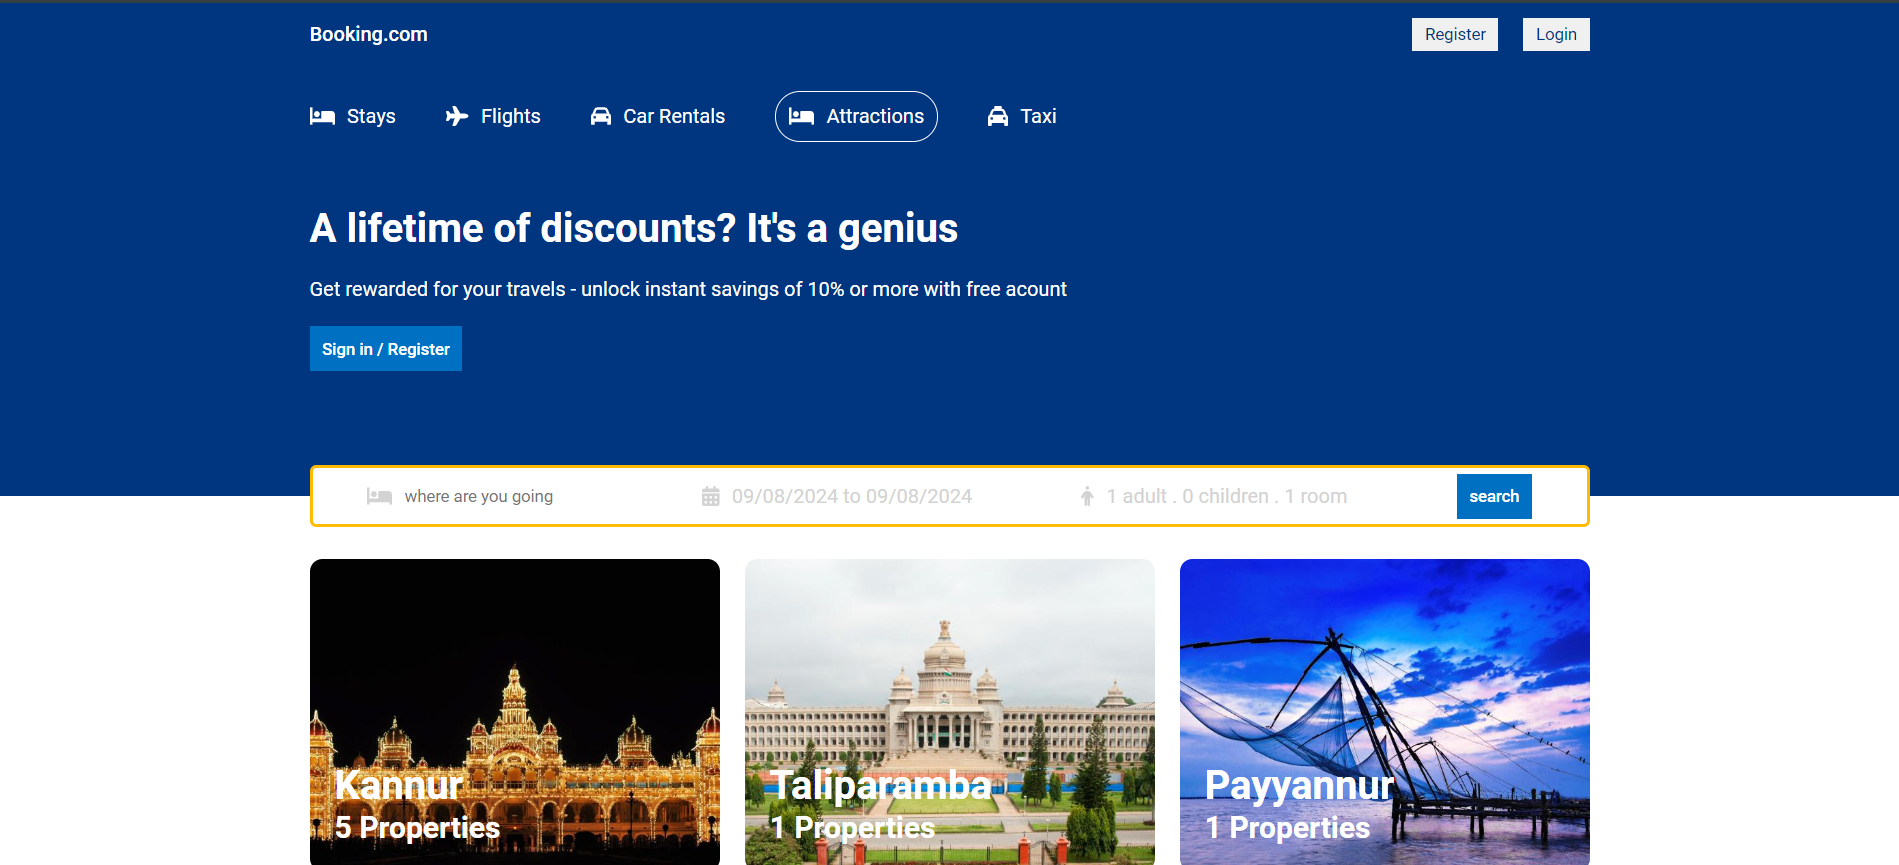 Booking.com
Register
Login
Stays
Flights
Car Rentals
Attractions
Taxi
A lifetime of discounts? It's a genius
Get rewarded for your travels - unlock instant savings of 10% or more with free acount
Sign in / Register
where are you going
09/08/2024 to 09/08/2024
1 adult . 0 children . 1 room
search
Kannur
5 Properties
Taliparamba
1 Properties
Payyannur
1 Properties